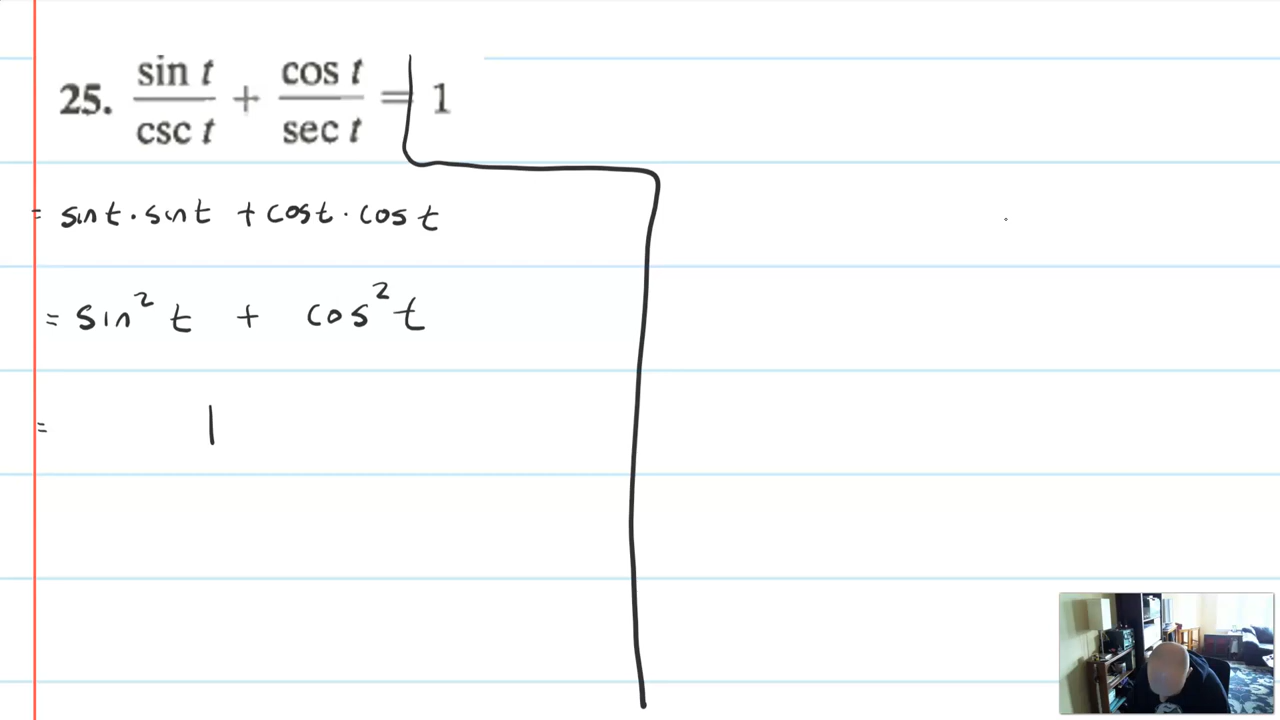 25. sin t / csc t + cos t / sec t = 1
= sin t · sin t + cos t · cos t
= sin² t + cos² t
= 1